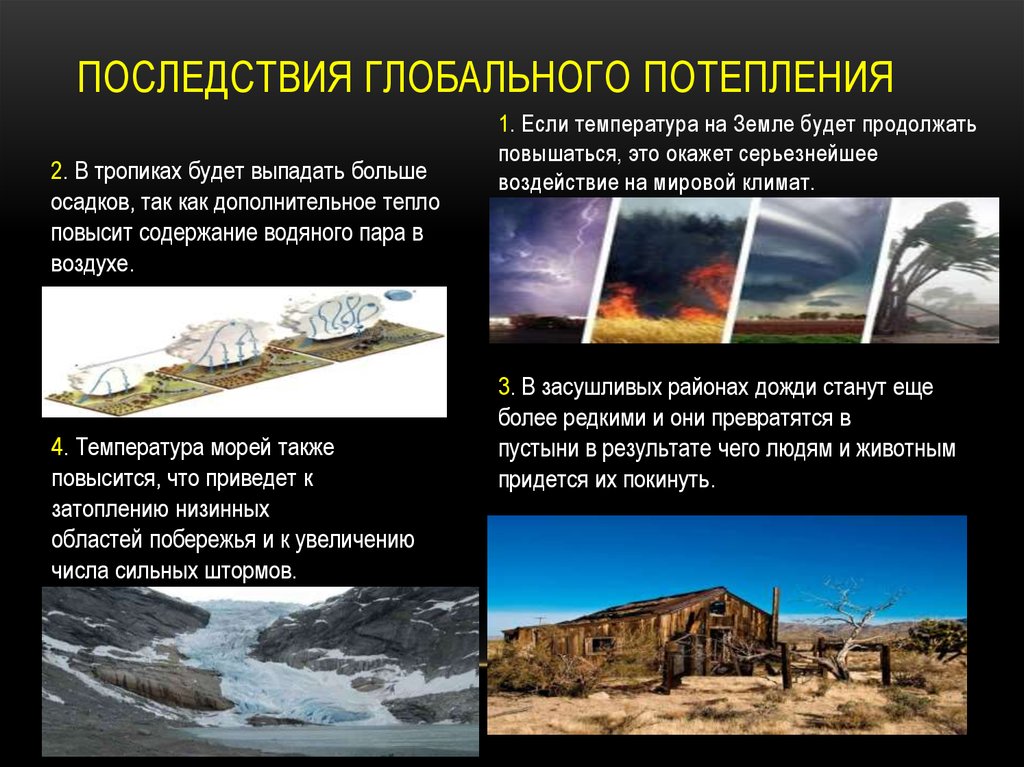 ПОСЛЕДСТВИЯ ГЛОБАЛЬНОГО ПОТЕПЛЕНИЯ
1. Если температура на Земле будет продолжать
повышаться, это окажет серьезнейшее
воздействие на мировой климат.
2. В тропиках будет выпадать больше
осадков, так как дополнительное тепло
повысит содержание водяного пара в
воздухе.
3. В засушливых районах дожди станут еще
более редкими и они превратятся в
пустыни в результате чего людям и животным
придется их покинуть.
4. Температура морей также
повысится, что приведет к
затоплению низинных
областей побережья и к увеличению
числа сильных штормов.